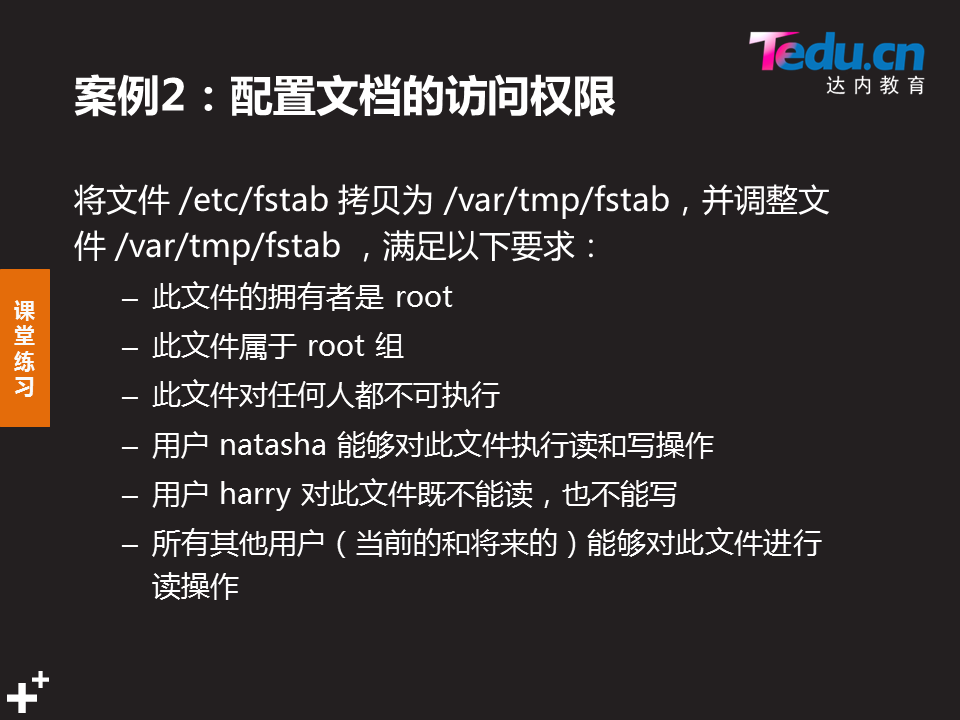 Tedu.cn
达内教育
案例2：配置文档的访问权限
将文件 /etc/fstab 拷贝为 /var/tmp/fstab，并调整文
件 /var/tmp/fstab ，满足以下要求：
– 此文件的拥有者是 root
– 此文件属于 root 组
– 此文件对任何人都不可执行
– 用户 natasha 能够对此文件执行读和写操作
– 用户 harry 对此文件既不能读，也不能写
– 所有其他用户（当前的和将来的）能够对此文件进行
读操作
课
堂
练
习